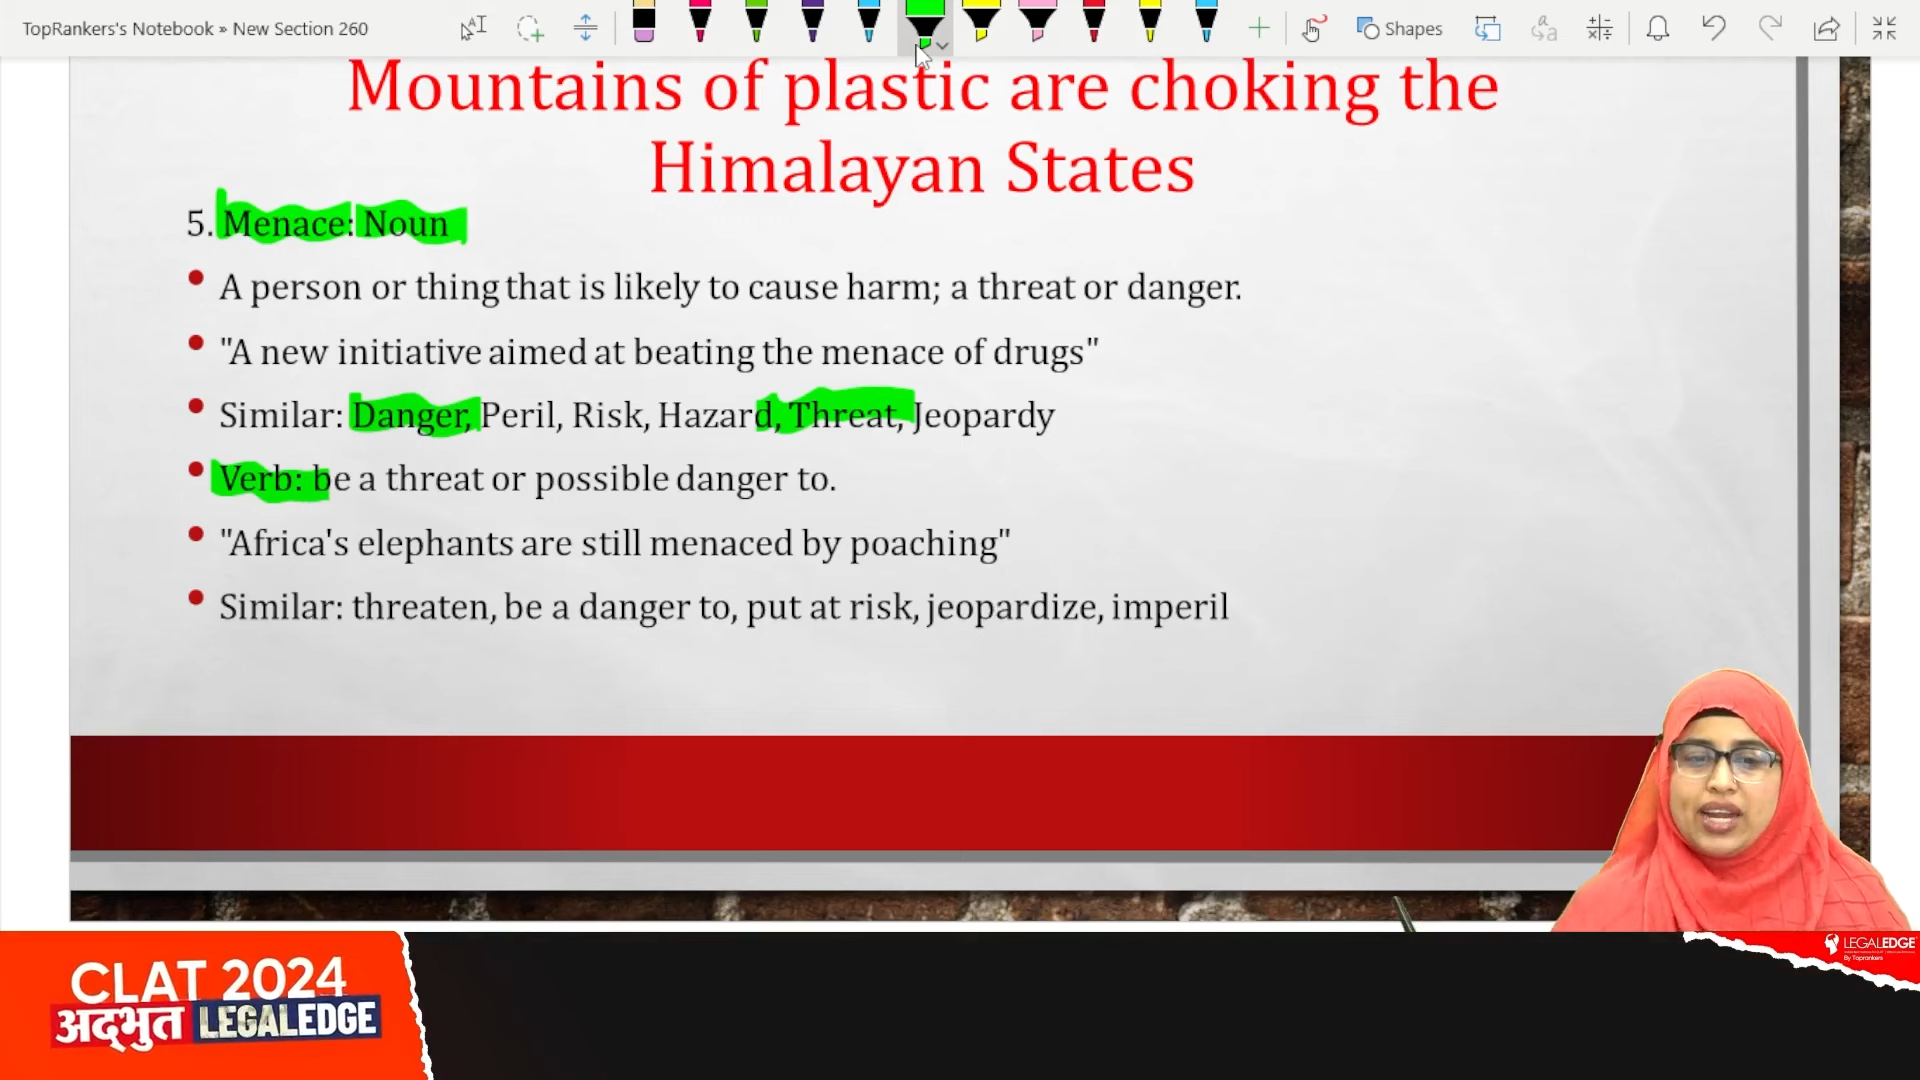 TopRankers's Notebook » New Section 260
Shapes
Mountains of plastic are choking the
Himalayan States
5. Menace: Noun
A person or thing that is likely to cause harm; a threat or danger.
"A new initiative aimed at beating the menace of drugs"
Similar: Danger, Peril, Risk, Hazard, Threat, Jeopardy
Verb: be a threat or possible danger to.
"Africa's elephants are still menaced by poaching"
Similar: threaten, be a danger to, put at risk, jeopardize, imperil
CLAT 2024
अद्भुत LEGALEDGE
LEGALEDGE
By Toprankers